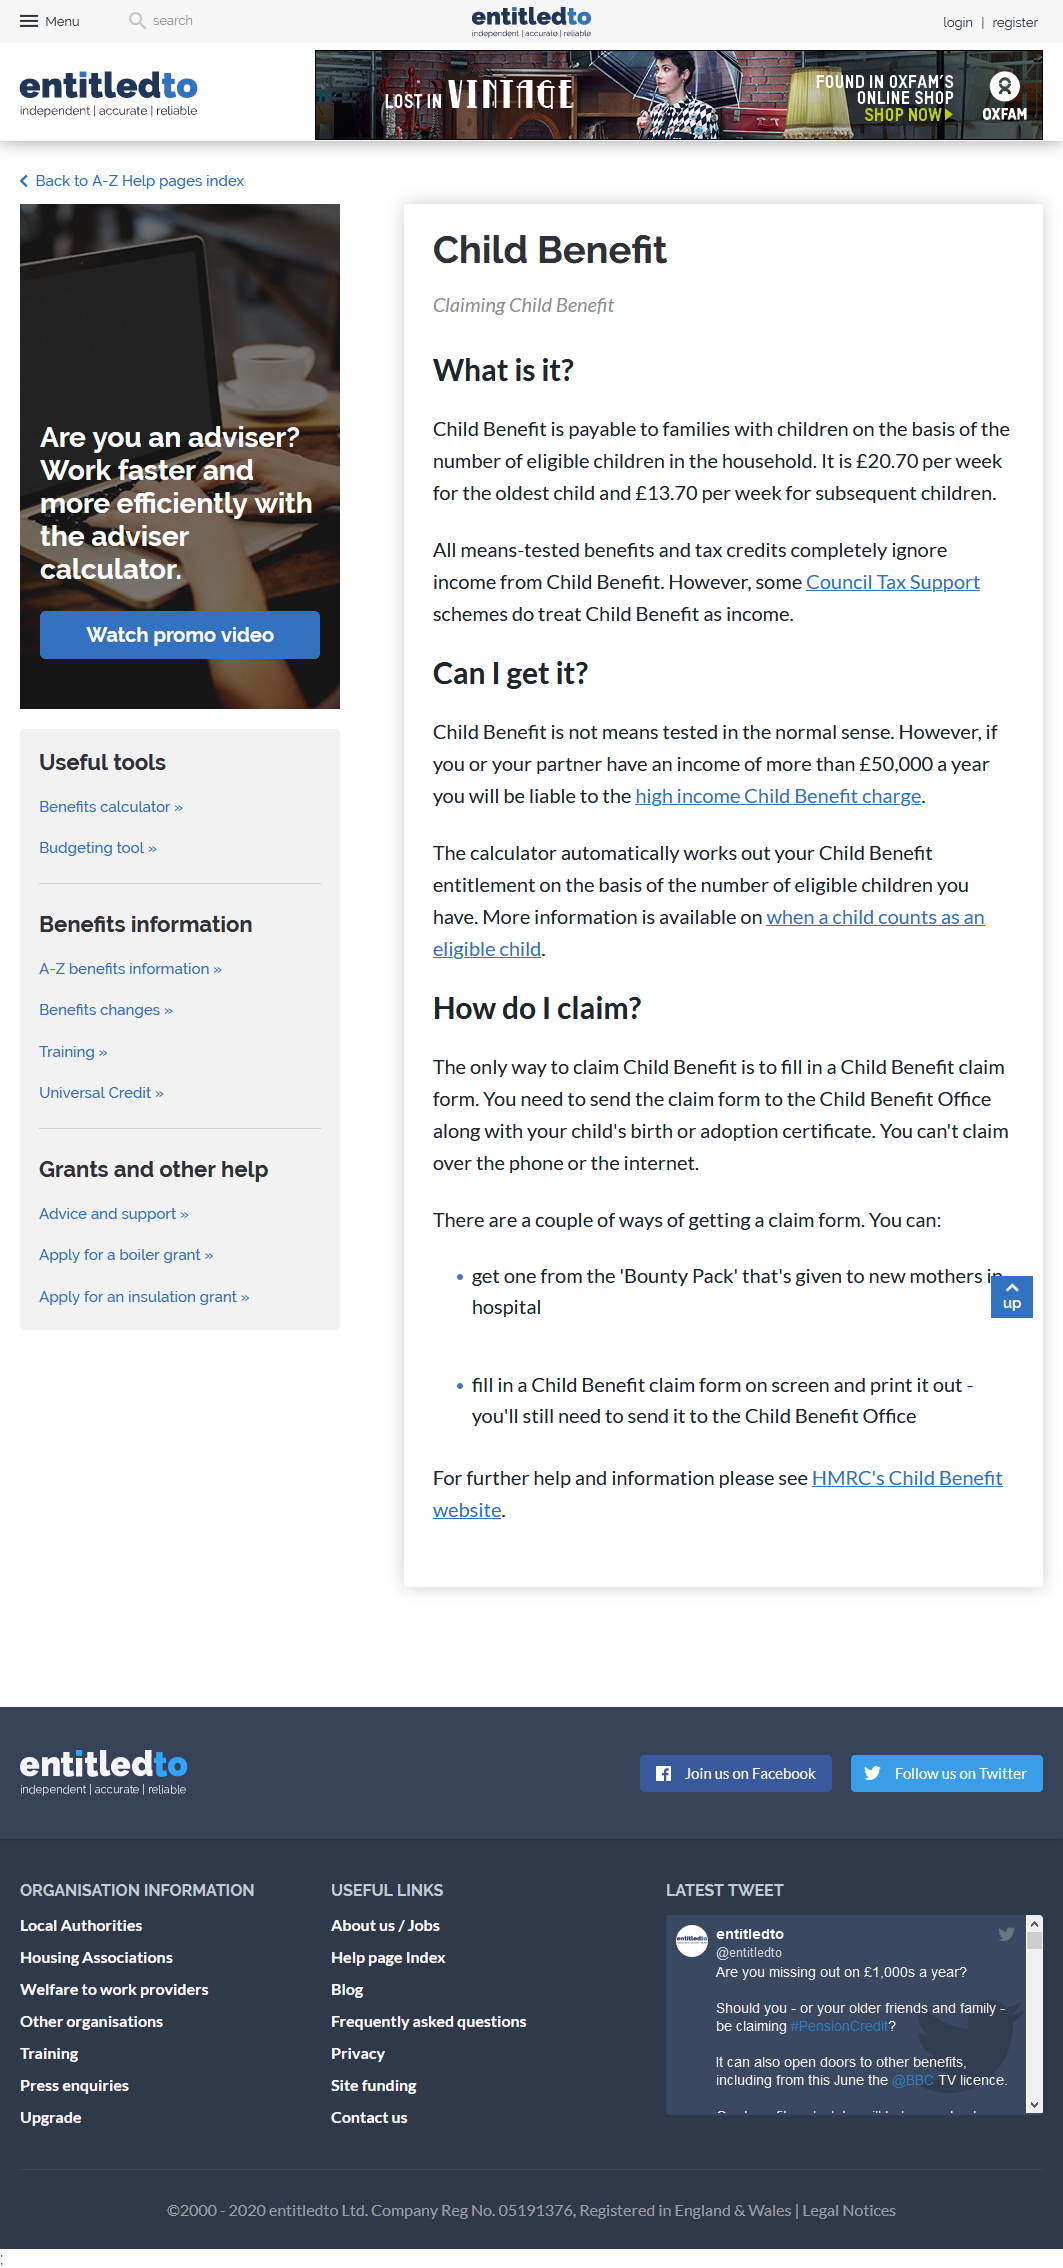 Menu
search
entitledto
independent | accurate | reliable
login | register
entitledto
independent | accurate | reliable
LOST IN VINTAGE
FOUND IN OXFAM'S
ONLINE SHOP
SHOP NOW
OXFAM
Back to A-Z Help pages index
Are you an adviser?
Work faster and
more efficiently with
the adviser
calculator.
Watch promo video
Useful tools
Benefits calculator »
Budgeting tool »
Benefits information
A-Z benefits information »
Benefits changes »
Training »
Universal Credit »
Grants and other help
Advice and support »
Apply for a boiler grant »
Apply for an insulation grant »
Child Benefit
Claiming Child Benefit
What is it?
Child Benefit is payable to families with children on the basis of the
number of eligible children in the household. It is £20.70 per week
for the oldest child and £13.70 per week for subsequent children.
All means-tested benefits and tax credits completely ignore
income from Child Benefit. However, some Council Tax Support
schemes do treat Child Benefit as income.
Can I get it?
Child Benefit is not means tested in the normal sense. However, if
you or your partner have an income of more than £50,000 a year
you will be liable to the high income Child Benefit charge.
The calculator automatically works out your Child Benefit
entitlement on the basis of the number of eligible children you
have. More information is available on when a child counts as an
eligible child.
How do I claim?
The only way to claim Child Benefit is to fill in a Child Benefit claim
form. You need to send the claim form to the Child Benefit Office
along with your child's birth or adoption certificate. You can't claim
over the phone or the internet.
There are a couple of ways of getting a claim form. You can:
• get one from the 'Bounty Pack' that's given to new mothers in
hospital
up
• fill in a Child Benefit claim form on screen and print it out -
you'll still need to send it to the Child Benefit Office
For further help and information please see HMRC's Child Benefit
website.
entitledto
independent | accurate | reliable
Join us on Facebook
Follow us on Twitter
ORGANISATION INFORMATION
Local Authorities
Housing Associations
Welfare to work providers
Other organisations
Training
Press enquiries
Upgrade
USEFUL LINKS
About us / Jobs
Help page Index
Blog
Frequently asked questions
Privacy
Site funding
Contact us
LATEST TWEET
entitledto
entitledto
@entitledto
Are you missing out on £1,000s a year?
Should you - or your older friends and family -
be claiming #PensionCredit?
It can also open doors to other benefits,
including from this June the @BBC TV licence.
©2000 - 2020 entitledto Ltd. Company Reg No. 05191376, Registered in England & Wales | Legal Notices
;